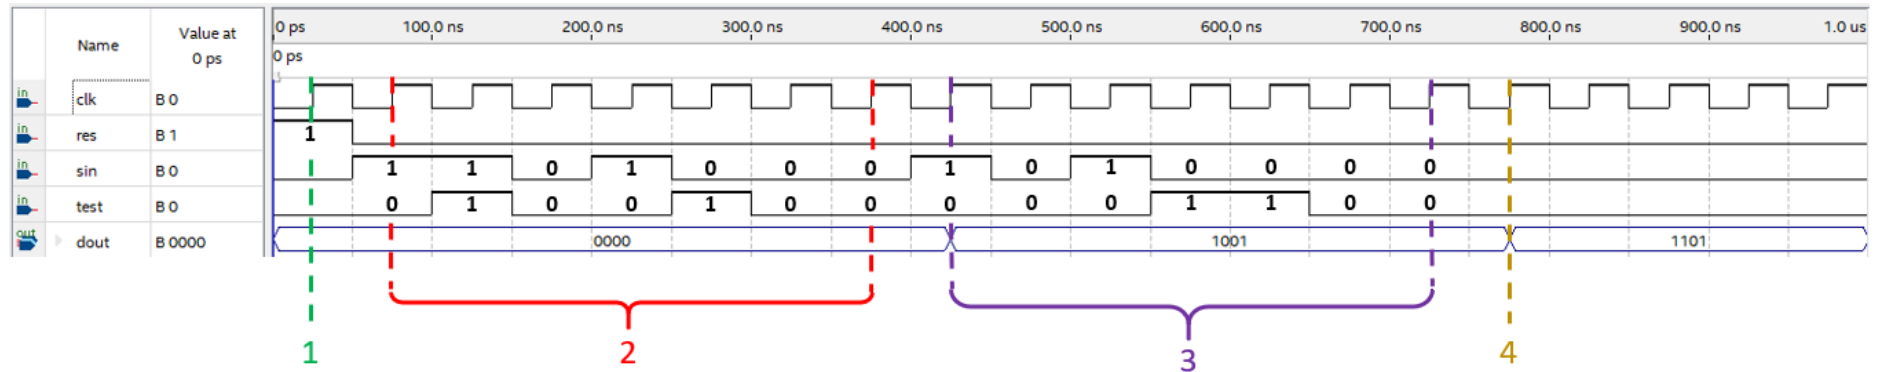 Name Value at 0 ps 0 ps 100.0 ns 200.0 ns 300.0 ns 400.0 ns 500.0 ns 600.0 ns 700.0 ns 800.0 ns 900.0 ns 1.0 us
0 ps
in clk B 0
in res B 1 1
in sin B 0 1 1 0 1 0 0 0 1 0 1 0 0 0 0
in test B 0 0 1 0 0 1 0 0 0 0 0 1 1 0 0
out dout B 0000 0000 1001 1101
1 2 3 4